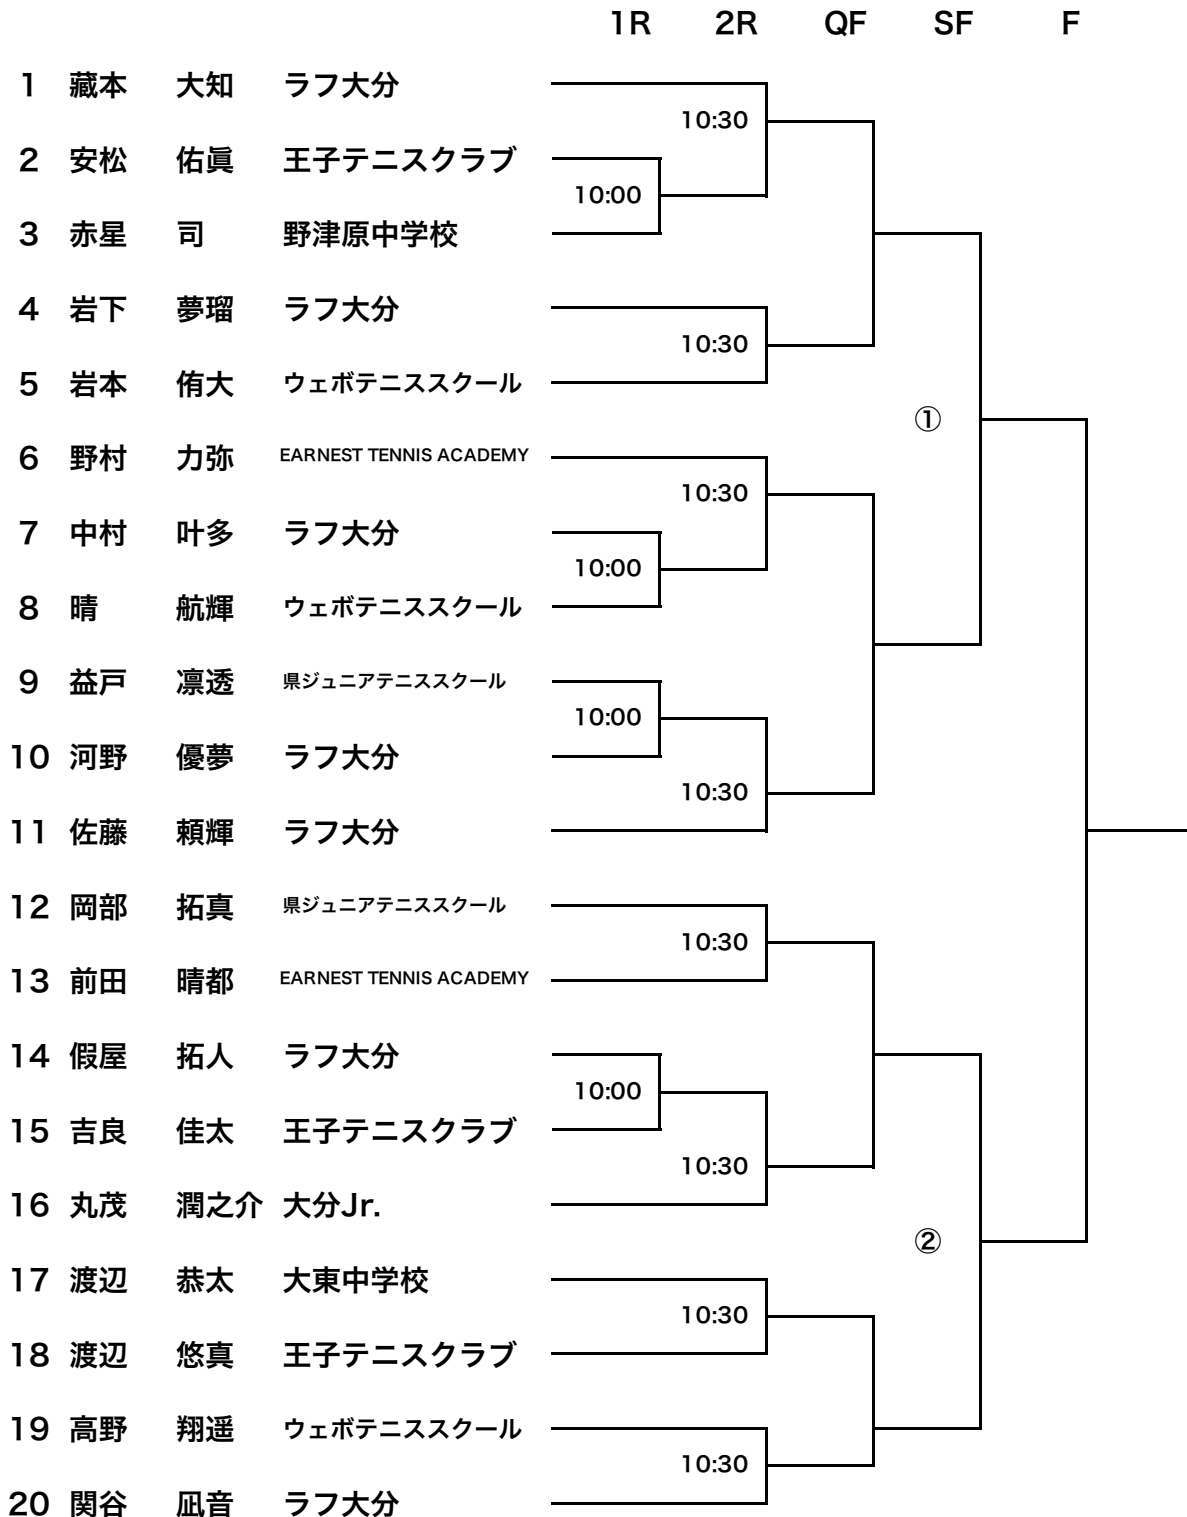 1R 2R QF SF F
1 藏本 大知 ラフ大分
10:30
2 安松 佑眞 王子テニスクラブ
10:00
3 赤星 司 野津原中学校
4 岩下 夢瑠 ラフ大分
10:30
5 岩本 侑大 ウェボテニススクール
①
6 野村 力弥 EARNEST TENNIS ACADEMY
10:30
7 中村 叶多 ラフ大分
10:00
8 晴 航輝 ウェボテニススクール
9 益戸 凛透 県ジュニアテニススクール
10:00
10 河野 優夢 ラフ大分
10:30
11 佐藤 頼輝 ラフ大分
12 岡部 拓真 県ジュニアテニススクール
10:30
13 前田 晴都 EARNEST TENNIS ACADEMY
14 假屋 拓人 ラフ大分
10:00
15 吉良 佳太 王子テニスクラブ
10:30
16 丸茂 潤之介 大分Jr.
②
17 渡辺 恭太 大東中学校
10:30
18 渡辺 悠真 王子テニスクラブ
19 高野 翔遥 ウェボテニススクール
10:30
20 関谷 凪音 ラフ大分